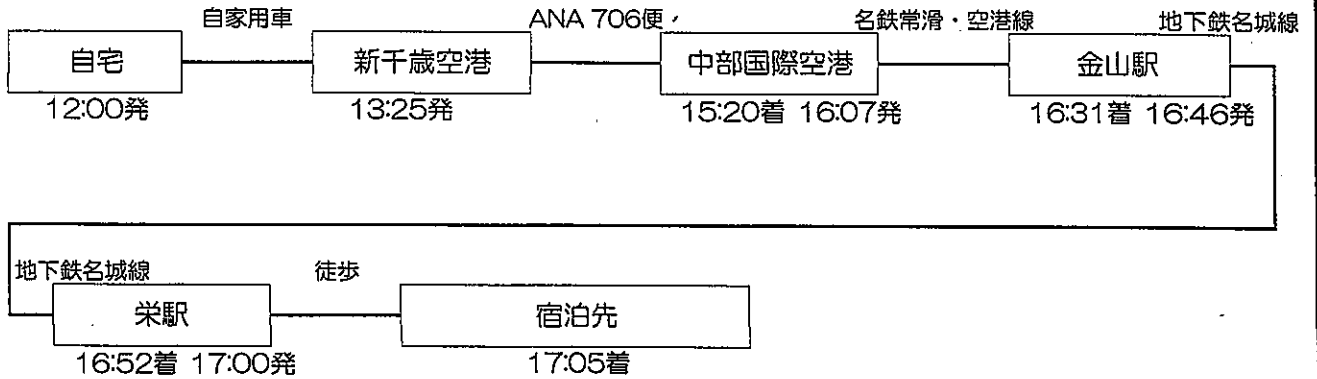 自家用車 ANA 706便 名鉄常滑・空港線 地下鉄名城線
自宅 新千歳空港 中部国際空港 金山駅
12:00発 13:25発 15:20着 16:07発 16:31着 16:46発
地下鉄名城線 徒歩
栄駅 宿泊先
16:52着 17:00発 17:05着